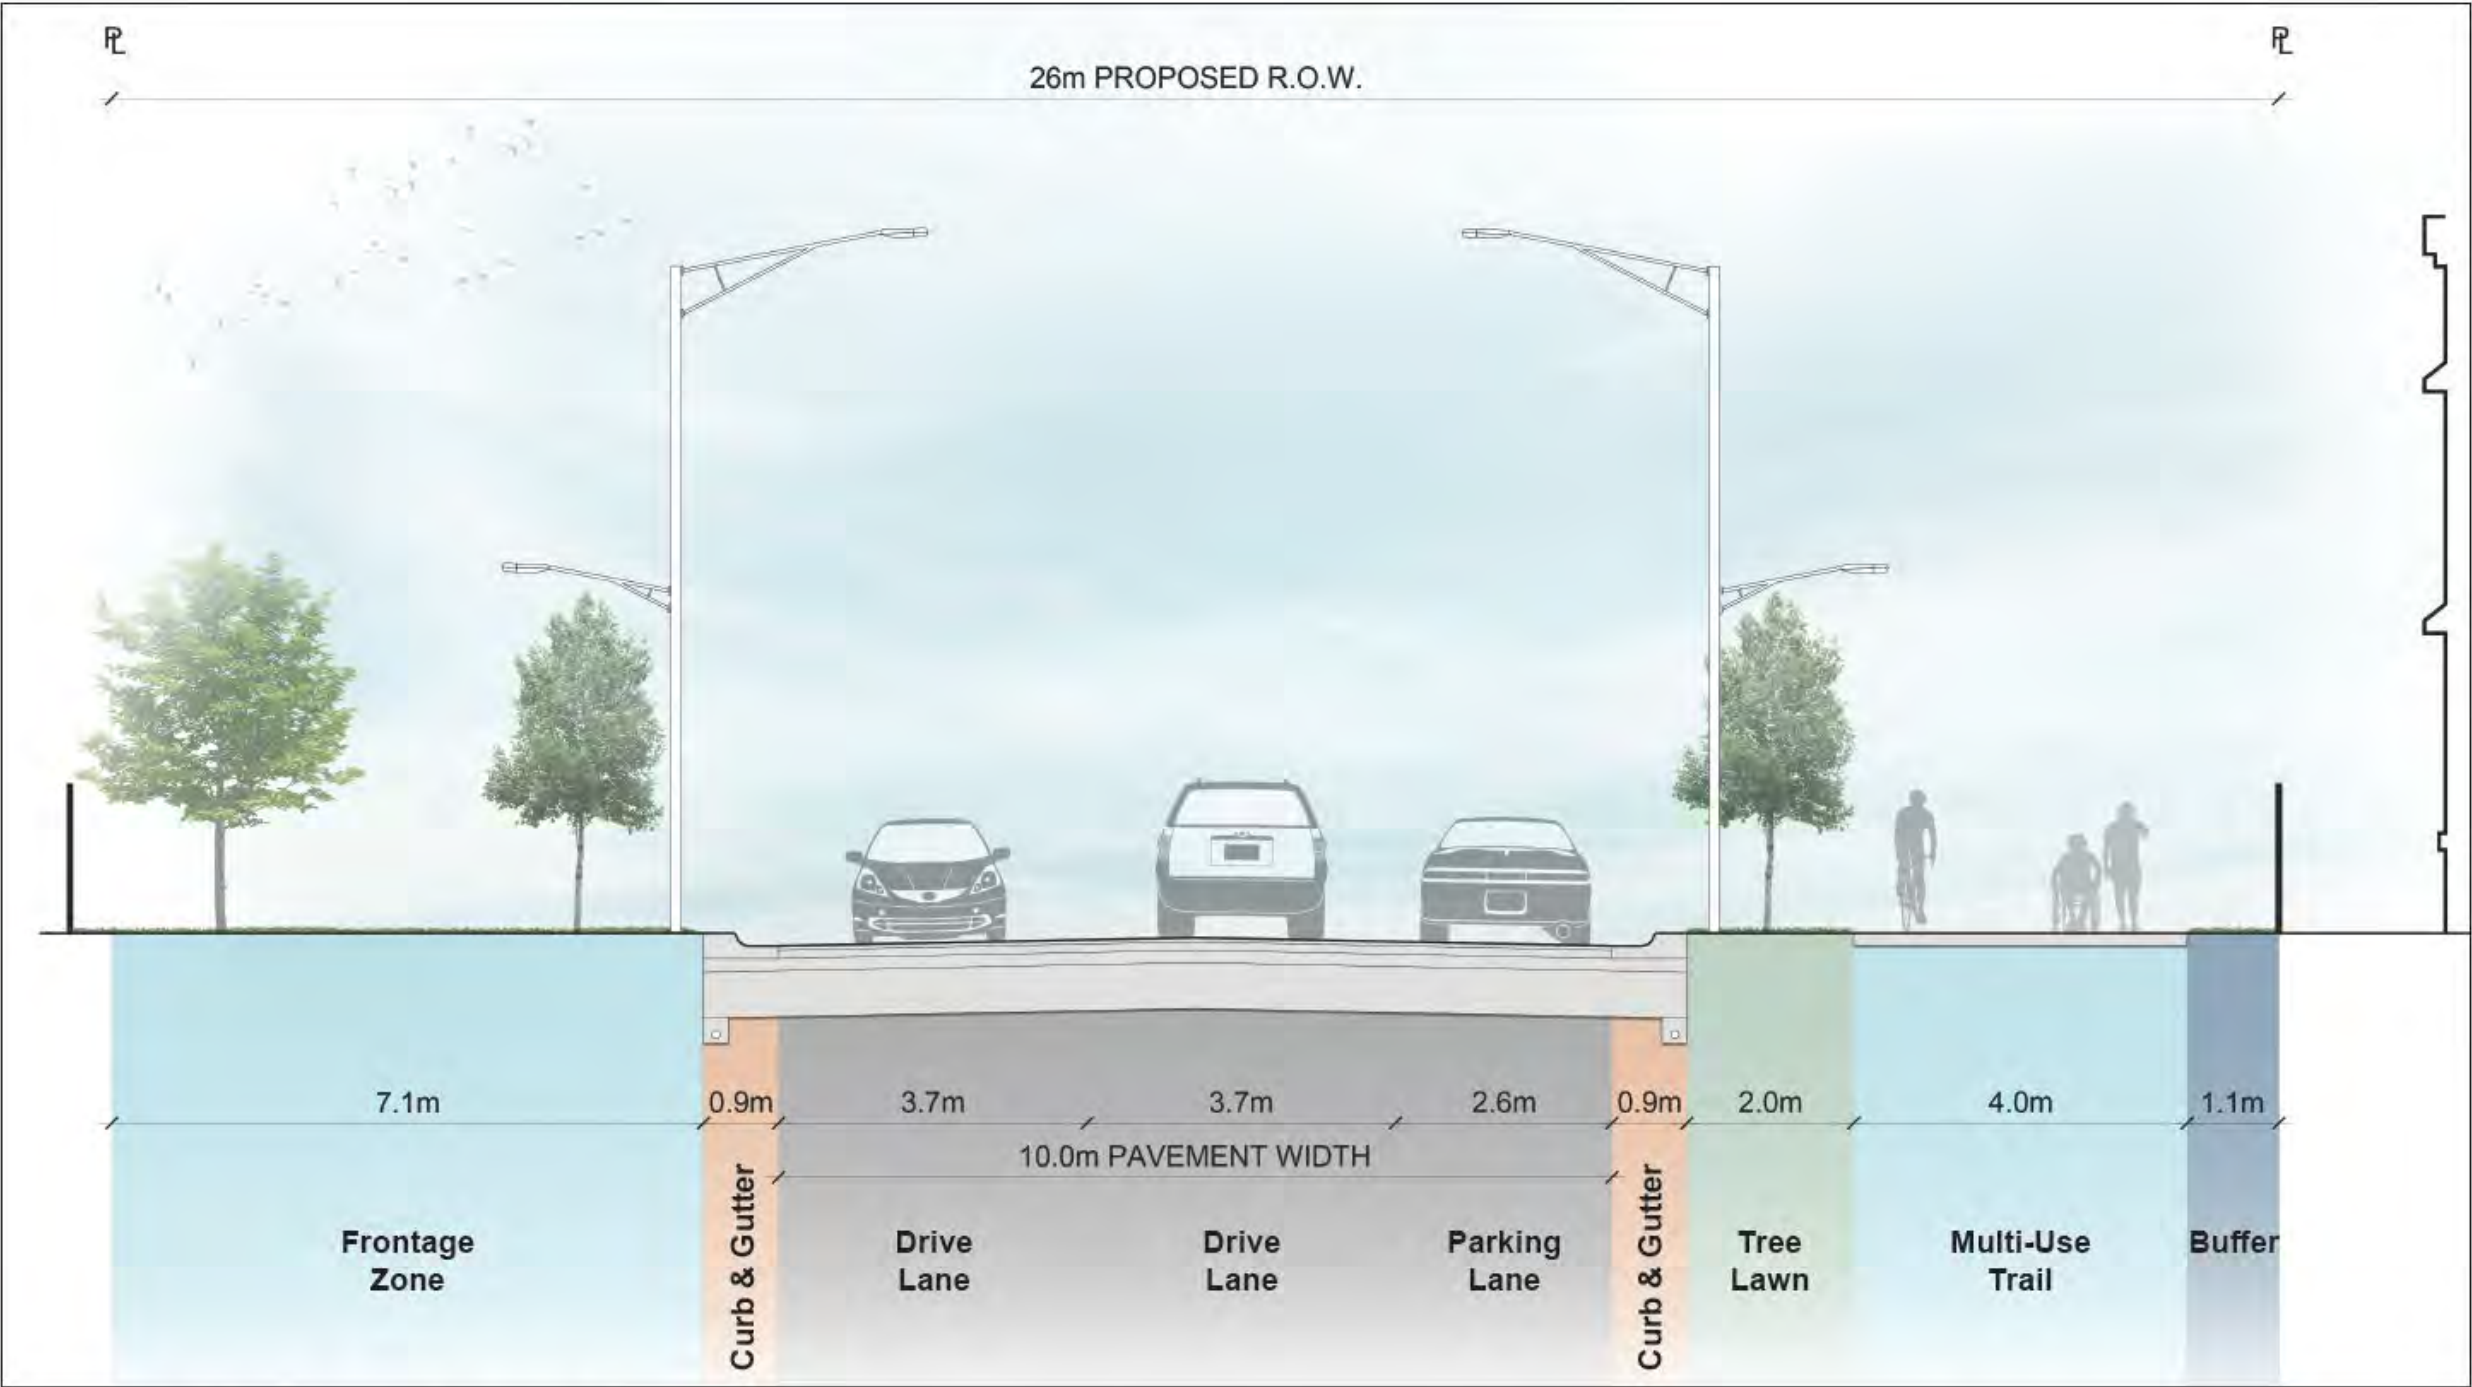 PL
PL
26m PROPOSED R.O.W.
7.1m
0.9m
3.7m
3.7m
2.6m
0.9m
2.0m
4.0m
1.1m
10.0m PAVEMENT WIDTH
Frontage
Zone
Curb & Gutter
Drive
Lane
Drive
Lane
Parking
Lane
Curb & Gutter
Tree
Lawn
Multi-Use
Trail
Buffer